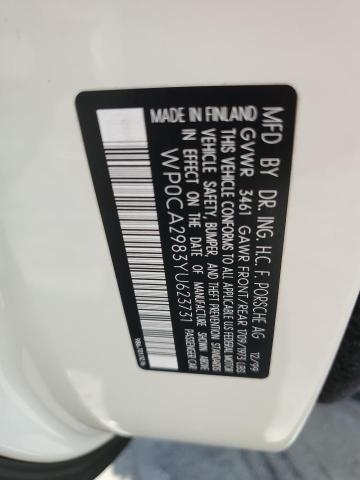 MFD BY DR. ING. H.C. F. PORSCHE AG 12/99
GVWR 3461 GAWR FRONT/REAR 1709/1973 LBS
THIS VEHICLE CONFORMS TO ALL APPLICABLE US FEDERAL MOTOR
VEHICLE SAFETY, BUMPER, AND THEFT PREVENTION STANDARDS IN
EFFECT ON THE DATE OF MANUFACTURE SHOWN ABOVE.
WP0CA2983YU623731 PASSENGER CAR
MADE IN FINLAND